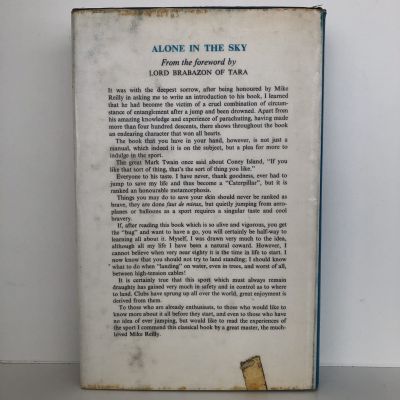 ALONE IN THE SKY
From the foreword by
LORD BRABAZON OF TARA
It was with the deepest sorrow, after being honoured by Mike
Reilly in asking me to write an introduction to his book, I learned
that he had become the victim of a cruel combination of circum-
stance of entanglement after a jump and been drowned. Apart from
his amazing knowledge and experience of parachuting, having made
more than four hundred descents, there shows throughout the book
an endearing character that won all hearts.
The book that you have in your hand, however, is not just a
manual, which indeed it is on the subject, but a plan for more to
indulge in the sport.
The great Mark Twain once said about Coney Island, "If you
like that sort of thing, that's the sort of thing you like."
Everyone to his taste. I have never, thank goodness, ever had to
jump to save my life and thus become a "Caterpillar", but it is
ranked an honourable metamorphosis.
Things you may do to save your skin should never be ranked as
brave, they are done faut de mieux, but quietly jumping from aero-
planes or balloons as a sport requires a singular taste and cool
bravery.
If, after reading this book which is so alive and vigorous, you get
the "bug" and want to have a go, you will certainly be half-way to
learning all about it. Myself, I was drawn very much to the idea,
although all my life I have been a natural coward. However, I
cannot believe when very near eighty it is the time in life to start. I
now know that you should not try to land standing; I should know
what to do when "landing" on water, even in trees, and worst of all,
between high-tension cables!
It is certainly true that this sport which must always remain
draughty has gained very much in safety and in control as to where
to land. Clubs have sprung up all over the world, great enjoyment is
derived from them.
To those who are already enthusiasts, to those who would like to
know more about it all before they start, and even to those who have
no idea of ever jumping, but would like to read the experiences of
the sport I commend this classical book by a great master, the much-
loved Mike Reilly.